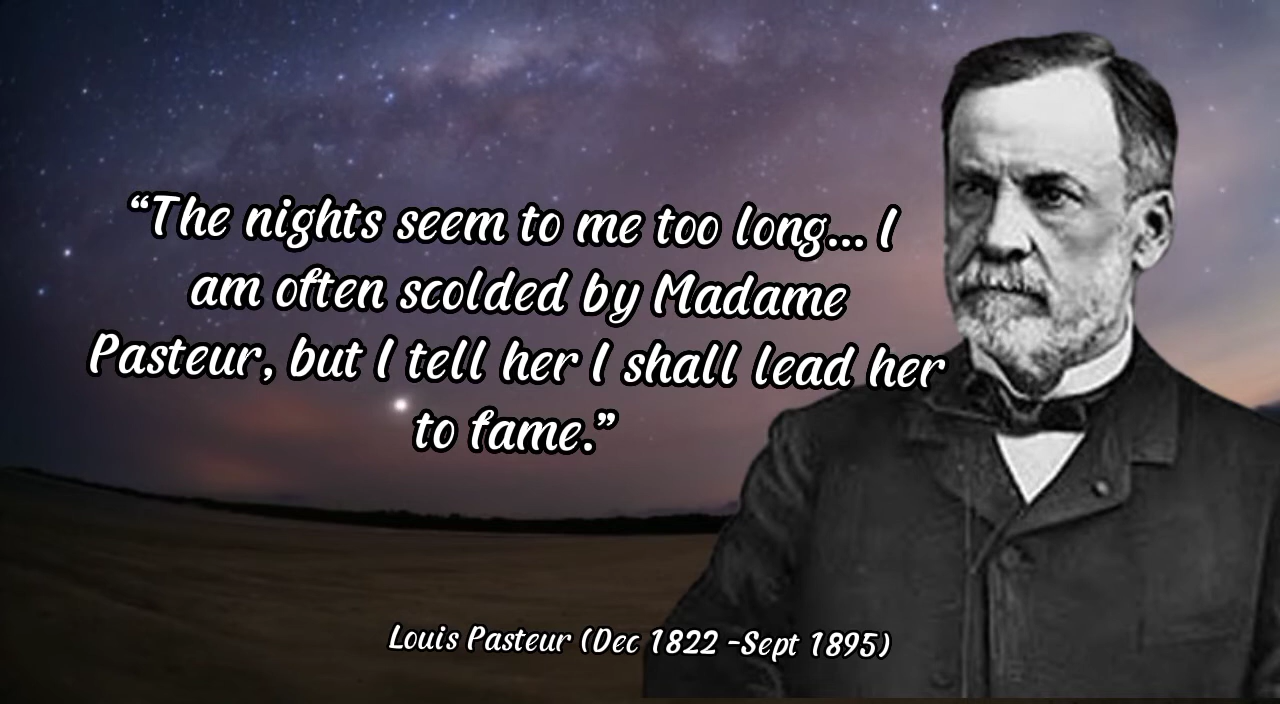 “The nights seem to me too long... I
am often scolded by Madame
Pasteur, but I tell her I shall lead her
to fame.”
Louis Pasteur (Dec 1822 -Sept 1895)